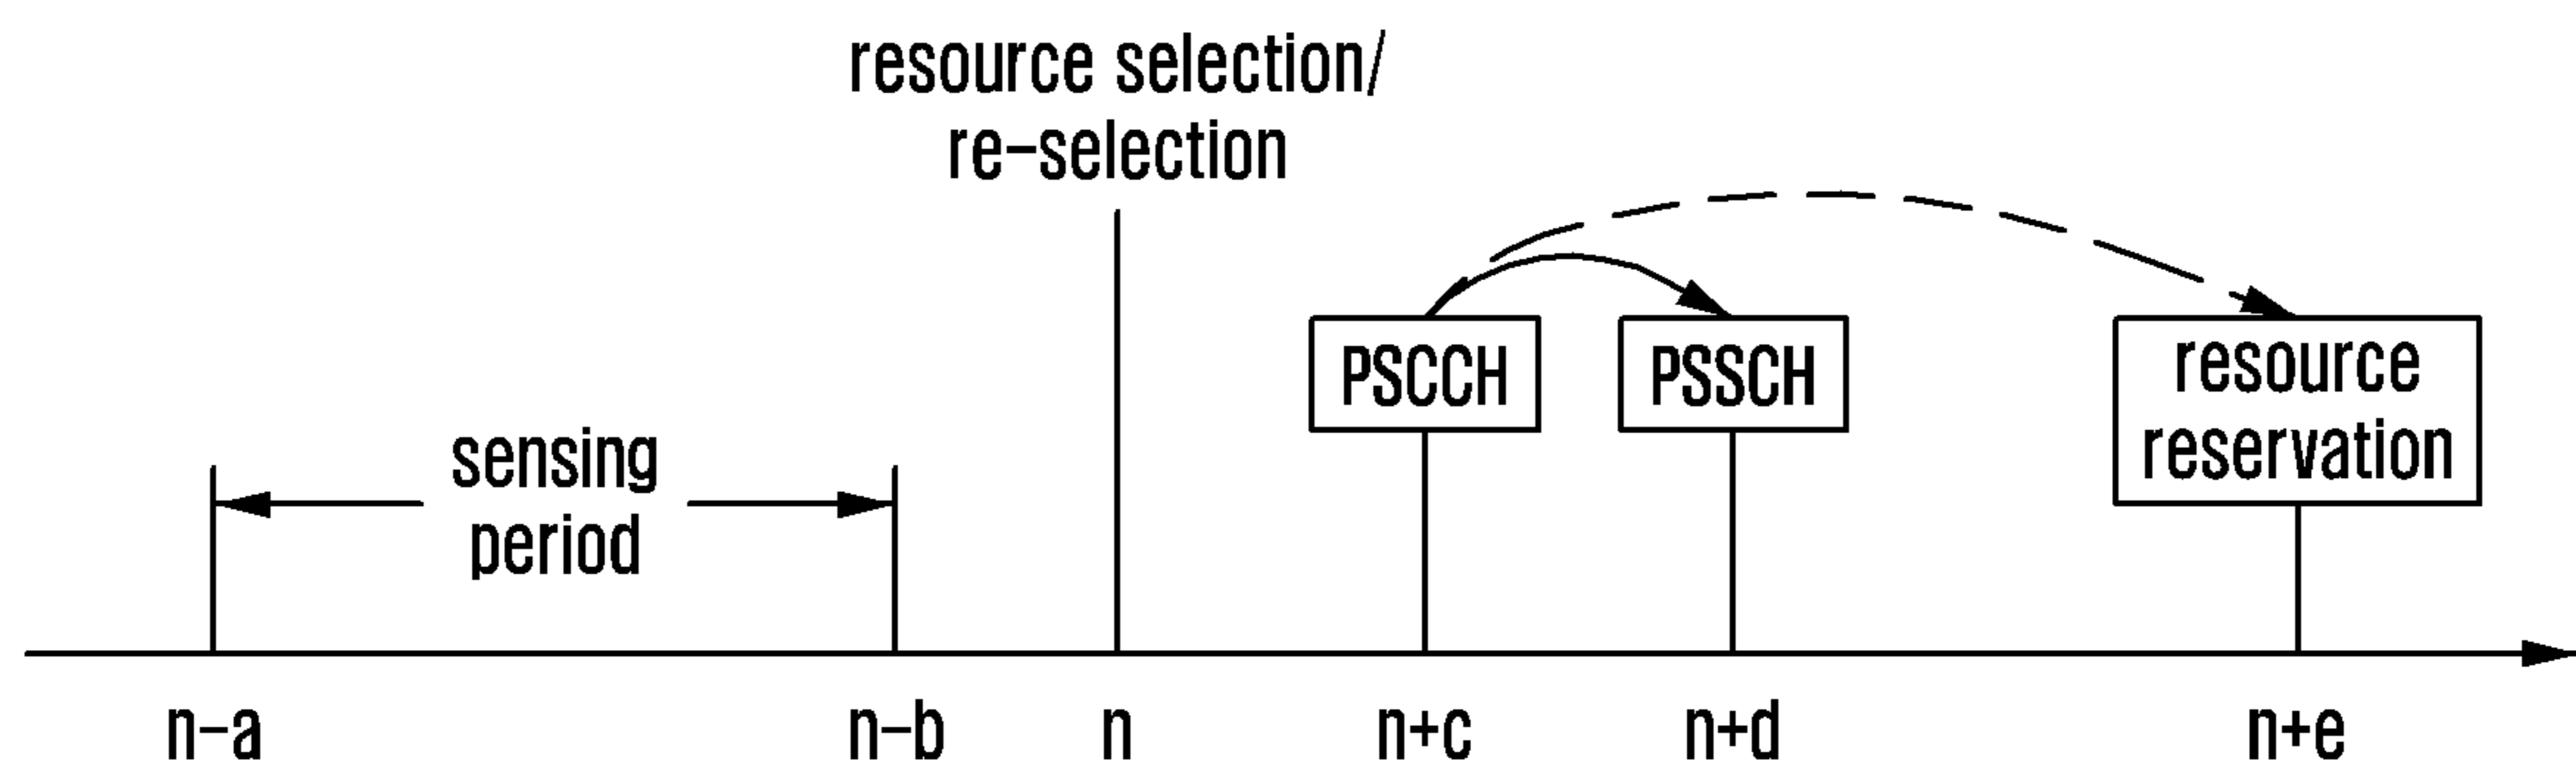 resource selection/
re-selection
PSCCH
PSSCH
resource
reservation
sensing
period
n-a
n-b
n
n+c
n+d
n+e